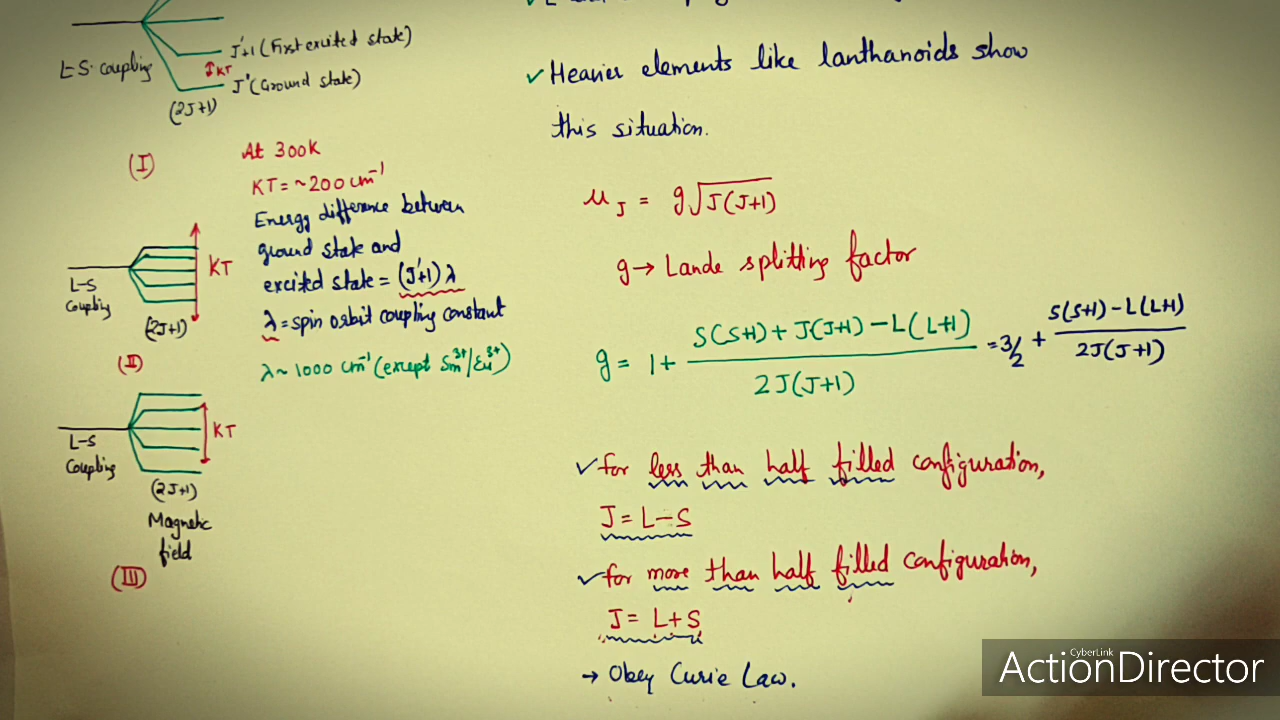 J'+1 (First excited state)
L-S. coupling
↕KT
J' (Ground state)
(2J+1)
(I)
At 300K
KT = ~200 cm⁻¹
Energy difference between
ground state and
excited state = (J'+1) λ
λ = spin orbit coupling constant
λ ~ 1000 cm⁻¹ (except Sm³⁺/Eu³⁺)
L-S
Coupling
KT
(2J+1)
(II)
L-S
Coupling
KT
(2J+1)
Magnetic
field
(III)
✓ Heavier elements like lanthanoids show
this situation.
μJ = g√J(J+1)
g → Lande splitting factor
g = 1 + S(S+1) + J(J+1) - L(L+1) / 2J(J+1) = 3/2 + S(S+1) - L(L+1) / 2J(J+1)
✓ for less than half filled configuration,
J = L-S
✓ for more than half filled configuration,
J = L+S
→ Obey Curie Law.
CyberLink
ActionDirector